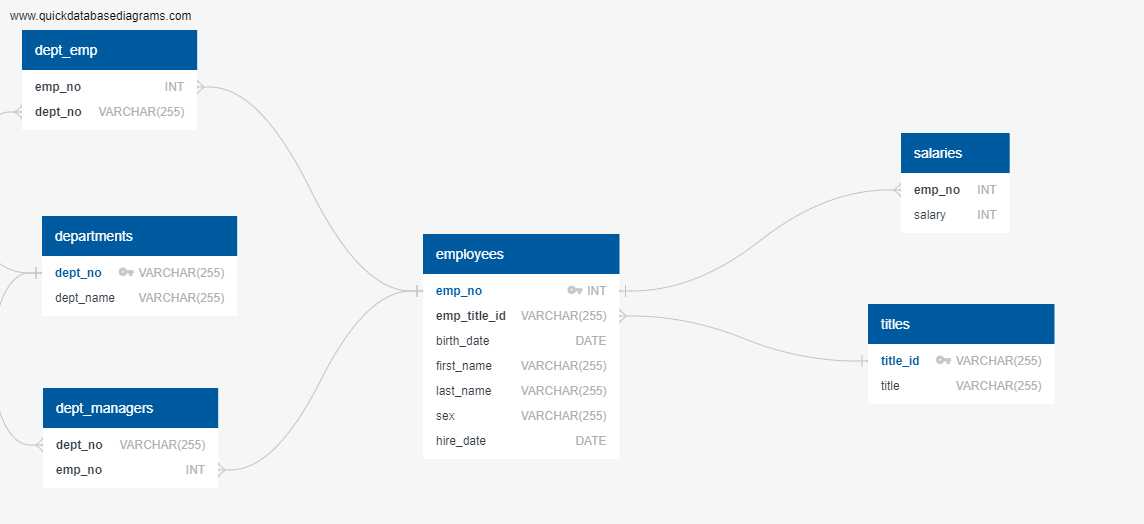 www.quickdatabasediagrams.com
dept_emp
emp_no INT
dept_no VARCHAR(255)
departments
dept_no VARCHAR(255)
dept_name VARCHAR(255)
dept_managers
dept_no VARCHAR(255)
emp_no INT
employees
emp_no INT
emp_title_id VARCHAR(255)
birth_date DATE
first_name VARCHAR(255)
last_name VARCHAR(255)
sex VARCHAR(255)
hire_date DATE
salaries
emp_no INT
salary INT
titles
title_id VARCHAR(255)
title VARCHAR(255)